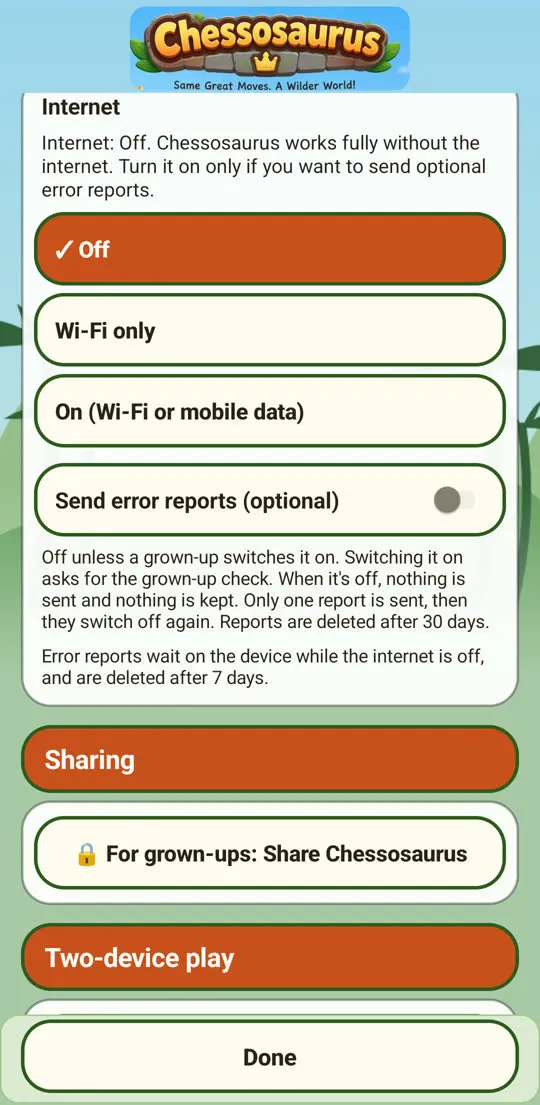 Chessosaurus
Same Great Moves. A Wilder World!
Internet
Internet: Off. Chessosaurus works fully without the
internet. Turn it on only if you want to send optional
error reports.
✓ Off
Wi-Fi only
On (Wi-Fi or mobile data)
Send error reports (optional)
Off unless a grown-up switches it on. Switching it on
asks for the grown-up check. When it's off, nothing is
sent and nothing is kept. Only one report is sent, then
they switch off again. Reports are deleted after 30 days.
Error reports wait on the device while the internet is off,
and are deleted after 7 days.
Sharing
🔒 For grown-ups: Share Chessosaurus
Two-device play
Done